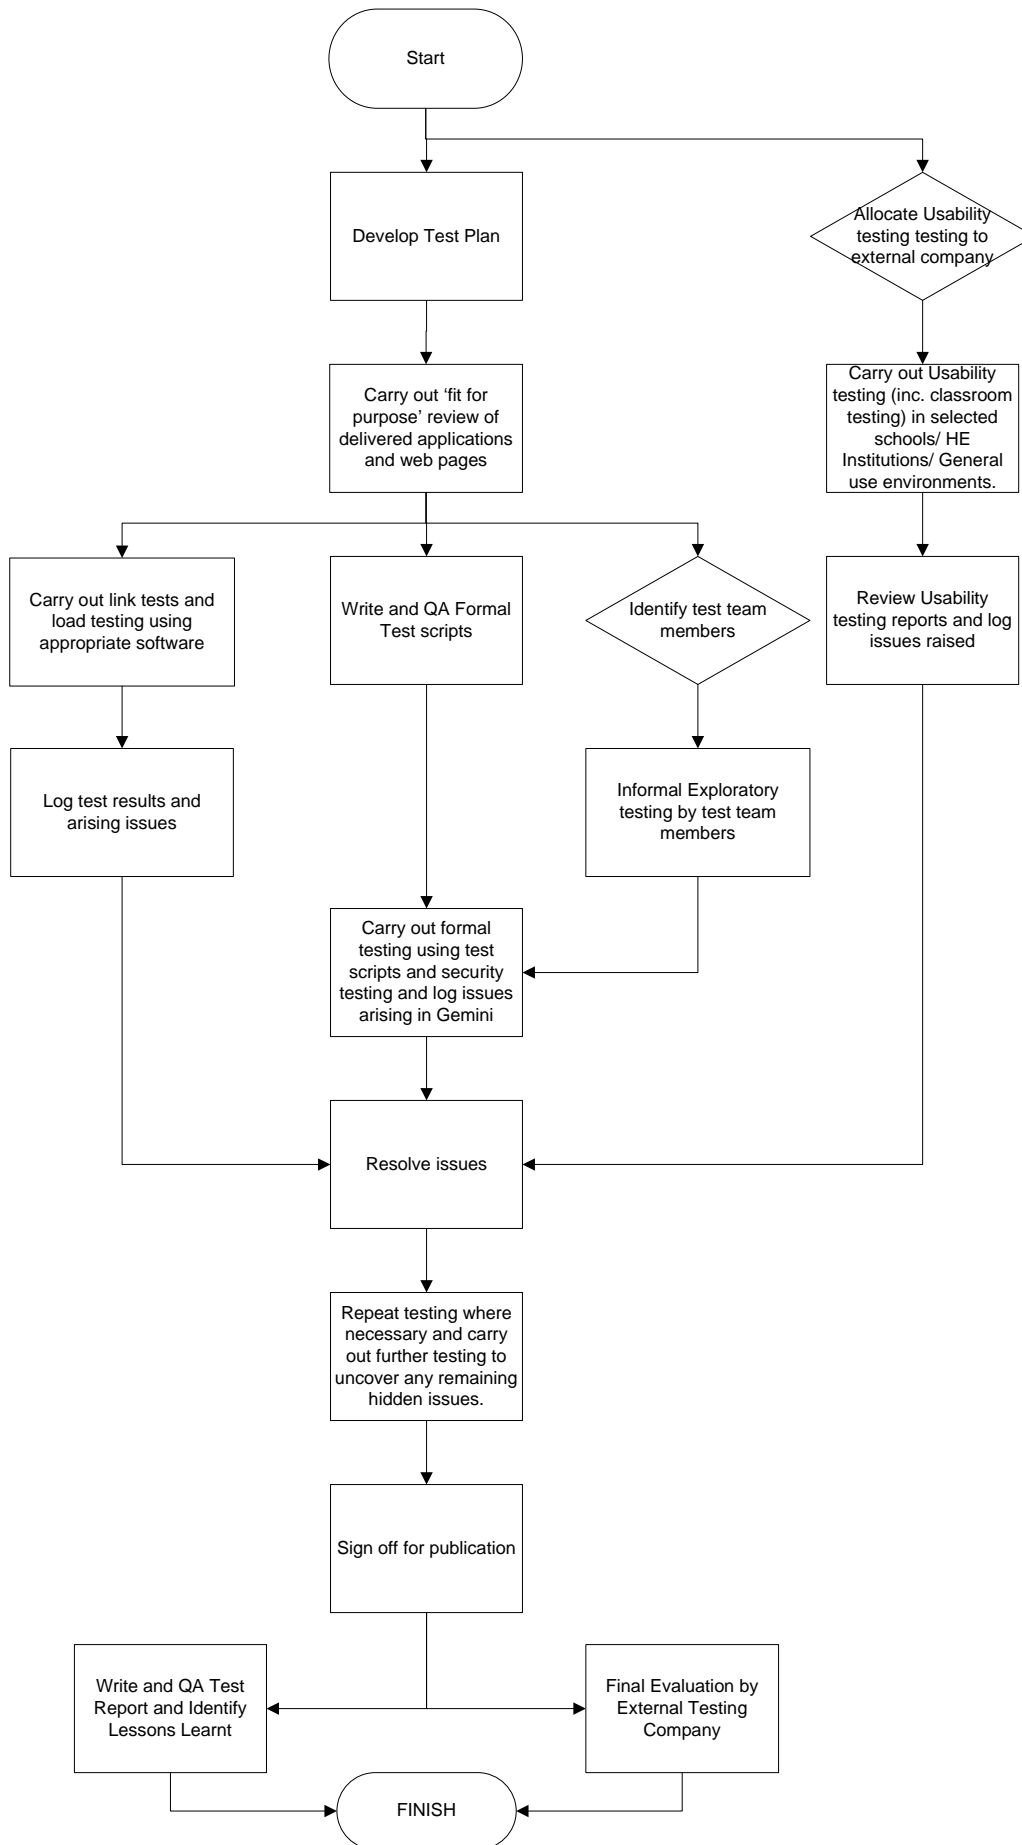 Start
Develop Test Plan
Allocate Usability
testing testing to
external company
Carry out ‘fit for
purpose’ review of
delivered applications
and web pages
Carry out Usability
testing (inc. classroom
testing) in selected
schools/ HE
Institutions/ General
use environments.
Carry out link tests and
load testing using
appropriate software
Write and QA Formal
Test scripts
Identify test team
members
Review Usability
testing reports and log
issues raised
Log test results and
arising issues
Informal Exploratory
testing by test team
members
Carry out formal
testing using test
scripts and security
testing and log issues
arising in Gemini
Resolve issues
Repeat testing where
necessary and carry
out further testing to
uncover any remaining
hidden issues.
Sign off for publication
Write and QA Test
Report and Identify
Lessons Learnt
Final Evaluation by
External Testing
Company
FINISH